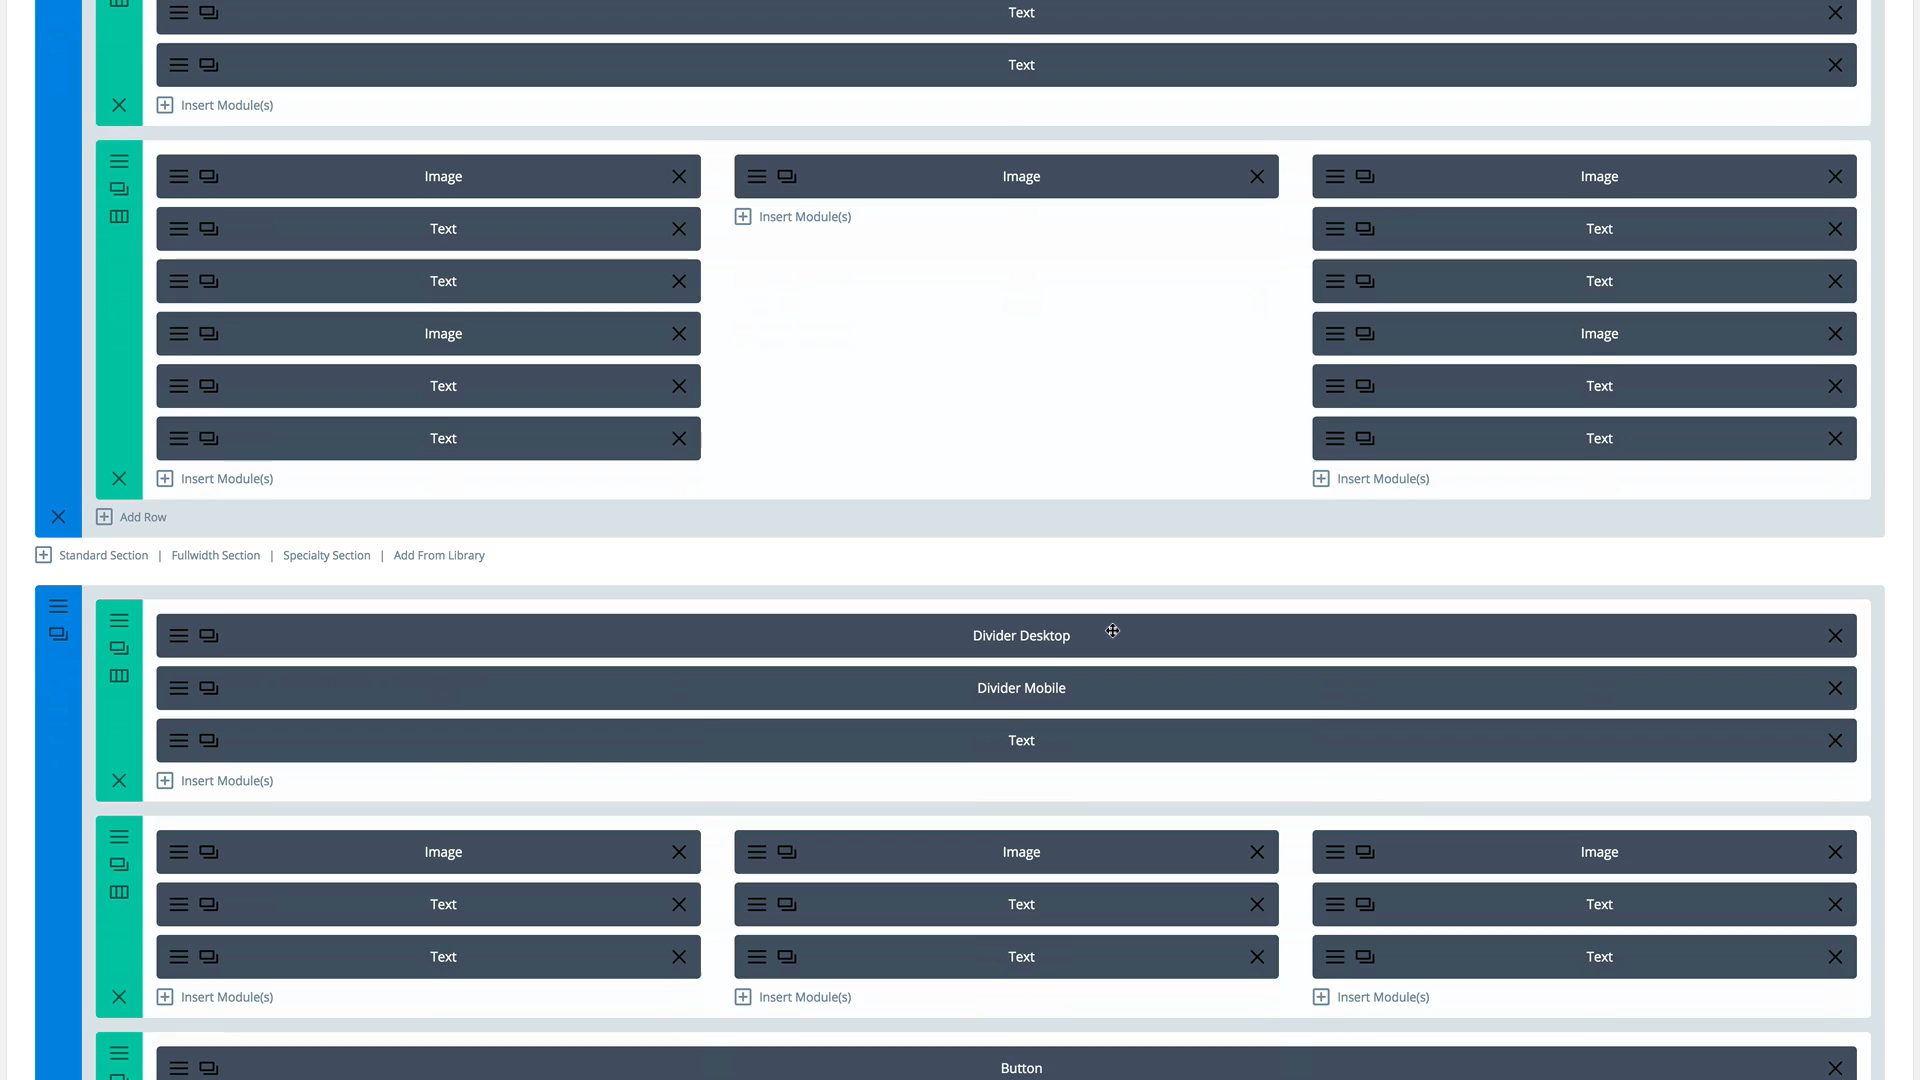 Text
Text
Insert Module(s)
Image Image Image
Text Text
Insert Module(s)
Text Text
Image Image
Text Text
Text Text
Insert Module(s) Insert Module(s)
Add Row
Standard Section | Fullwidth Section | Specialty Section | Add From Library
Divider Desktop
Divider Mobile
Text
Insert Module(s)
Image Image Image
Text Text Text
Text Text Text
Insert Module(s) Insert Module(s) Insert Module(s)
Button